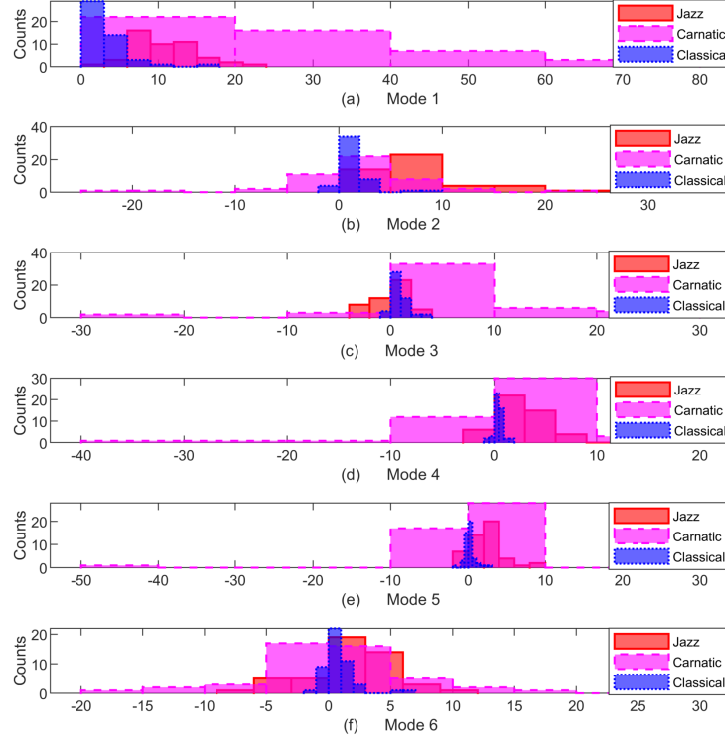 Counts
20
10
0
0
10
20
30
40
50
60
70
80
Jazz
Carnatic
Classical
(a) Mode 1
Counts
40
20
0
-20
-10
0
10
20
30
Jazz
Carnatic
Classical
(b) Mode 2
Counts
40
20
0
-30
-20
-10
0
10
20
30
Jazz
Carnatic
Classical
(c) Mode 3
Counts
30
20
10
0
-40
-30
-20
-10
0
10
20
Jazz
Carnatic
Classical
(d) Mode 4
Counts
20
10
0
-50
-40
-30
-20
-10
0
10
20
30
Jazz
Carnatic
Classical
(e) Mode 5
Counts
20
10
0
-20
-15
-10
-5
0
5
10
15
20
25
30
Jazz
Carnatic
Classical
(f) Mode 6